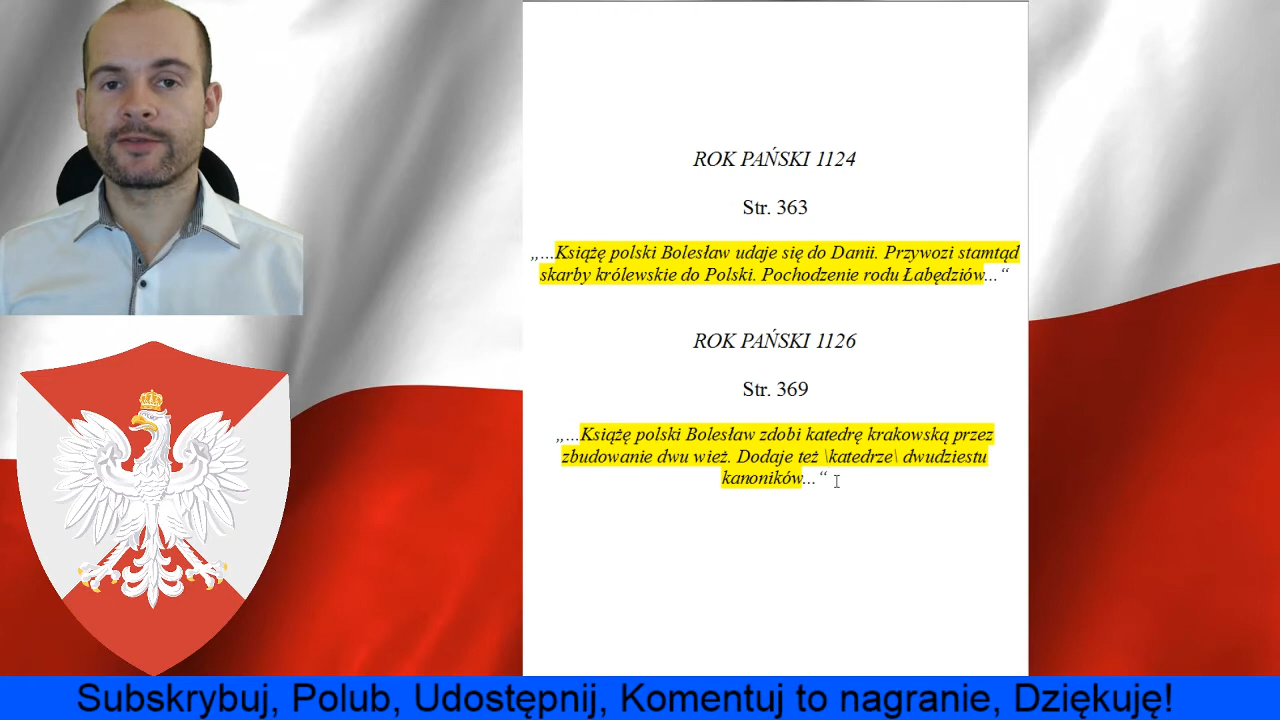 ROK PAŃSKI 1124
Str. 363
„...Książę polski Bolesław udaje się do Danii. Przywozi stamtąd
skarby królewskie do Polski. Pochodzenie rodu Łabędziów...“
ROK PAŃSKI 1126
Str. 369
„...Książę polski Bolesław zdobi katedrę krakowską przez
zbudowanie dwu wież. Dodaje też \katedrze\ dwudziestu
kanoników...“
Subskrybuj, Polub, Udostępnij, Komentuj to nagranie, Dziękuję!